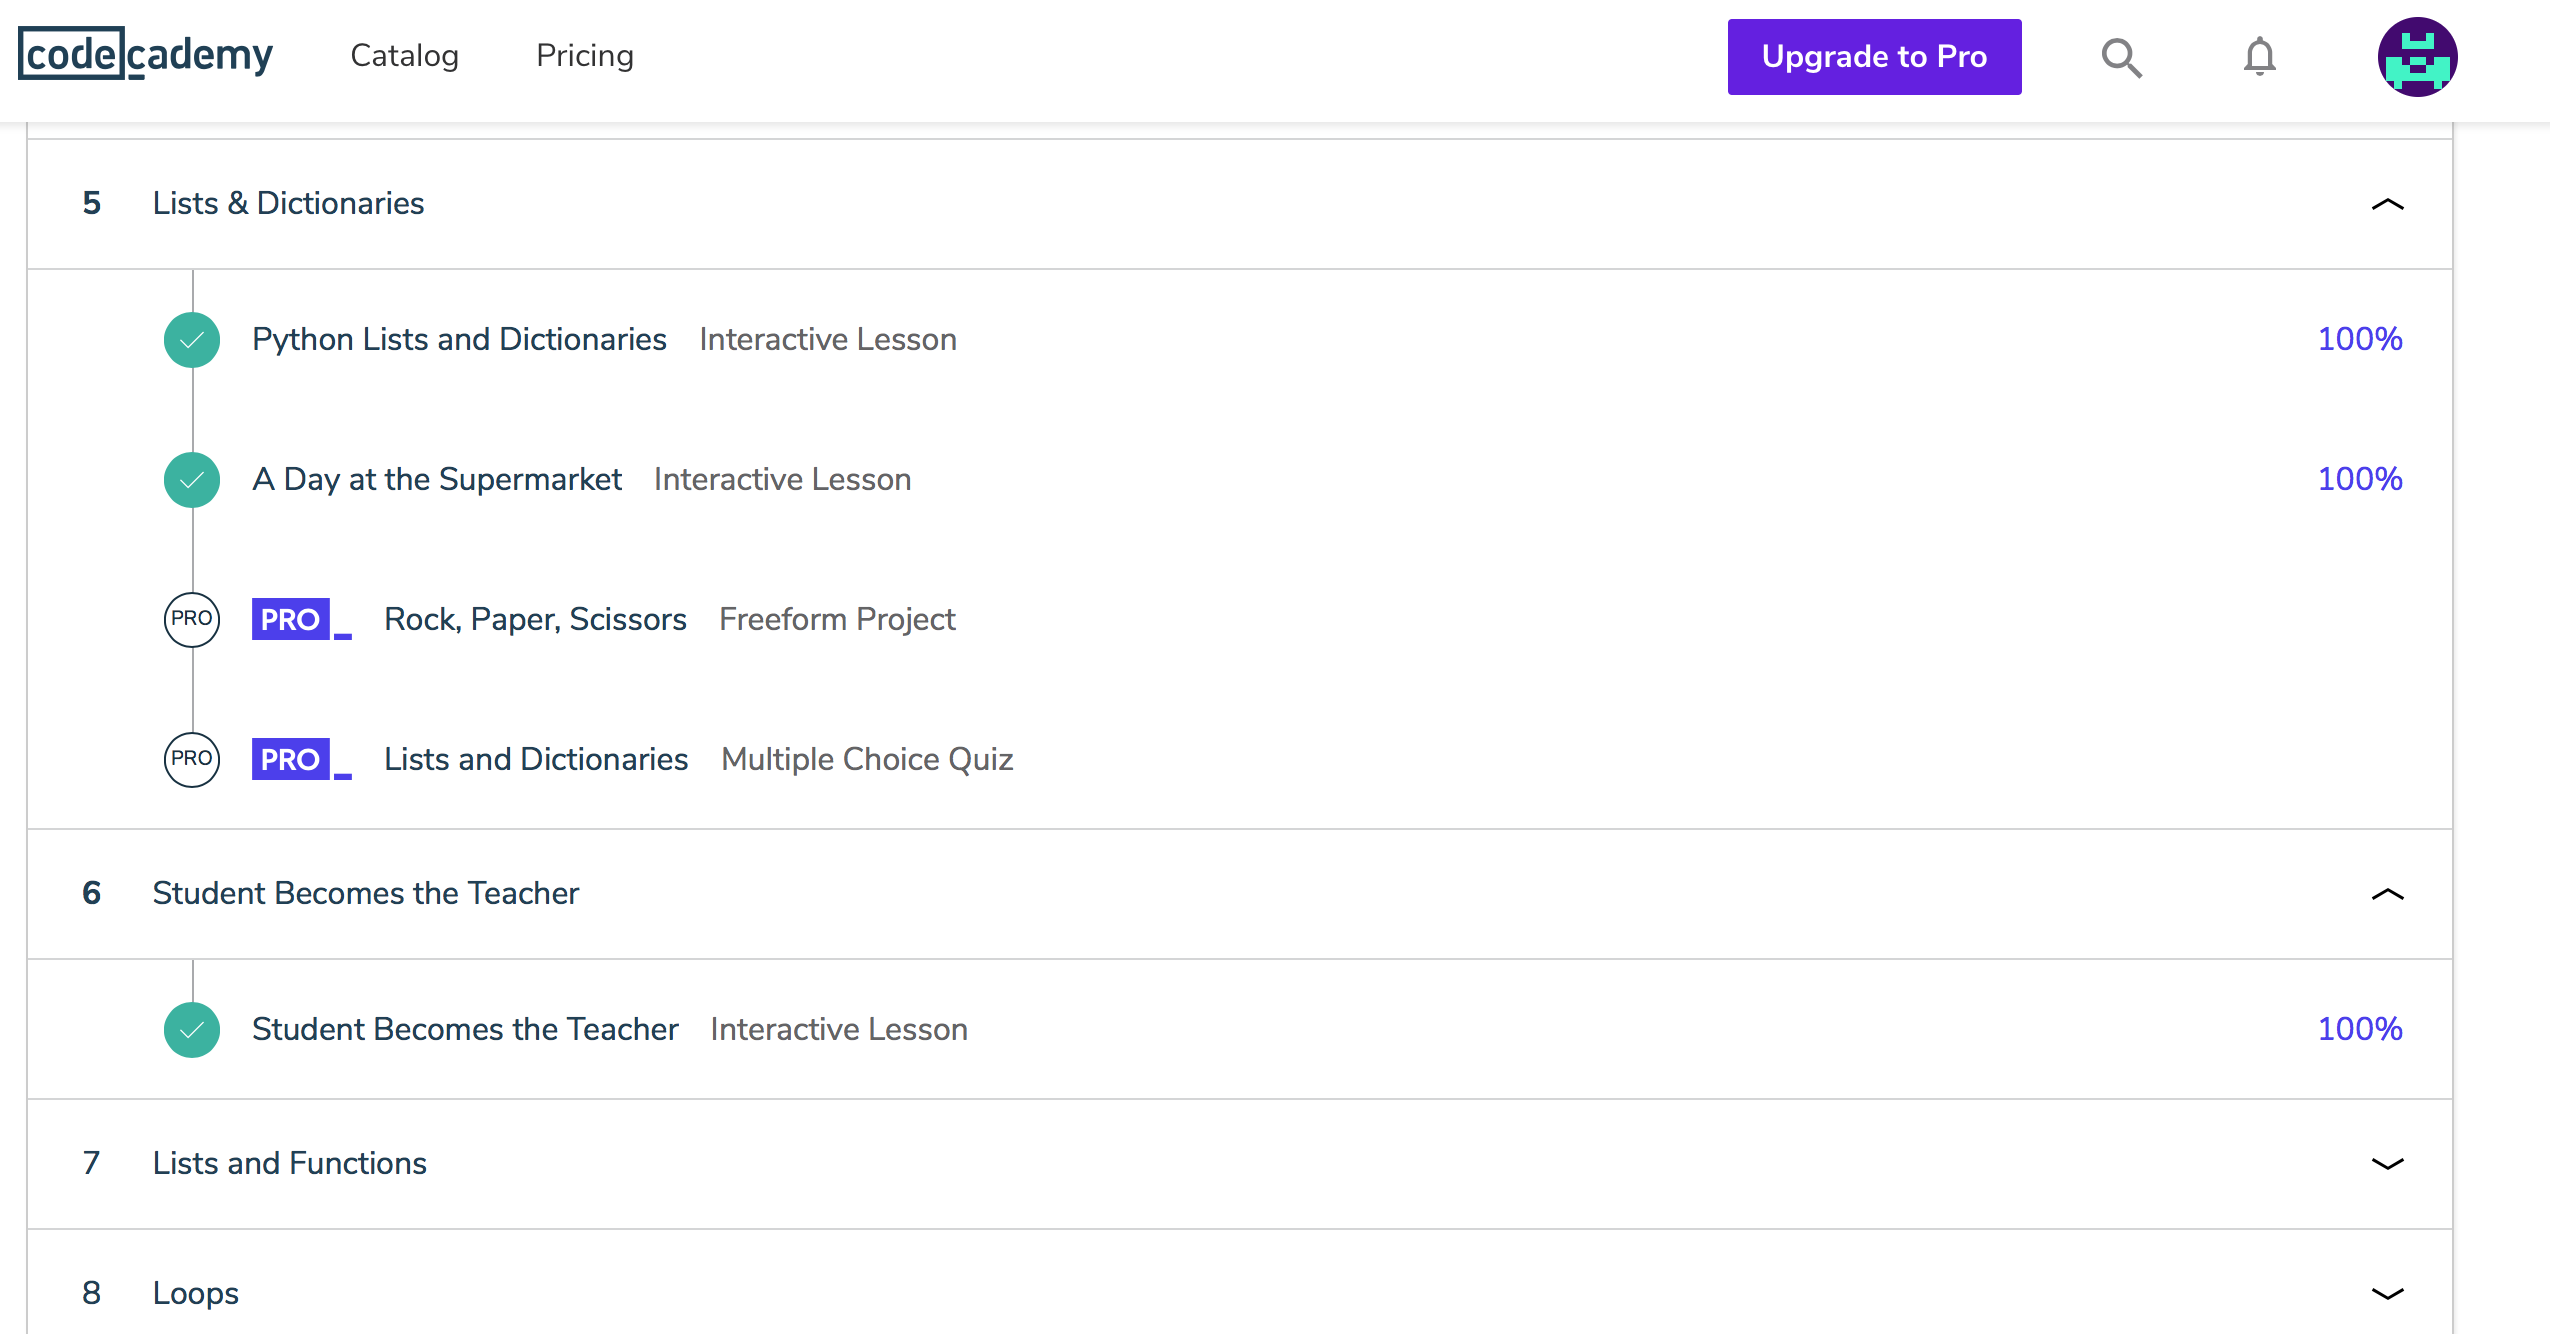 codecademy Catalog Pricing Upgrade to Pro
5 Lists & Dictionaries
Python Lists and Dictionaries Interactive Lesson 100%
A Day at the Supermarket Interactive Lesson 100%
PRO PRO_ Rock, Paper, Scissors Freeform Project
PRO PRO_ Lists and Dictionaries Multiple Choice Quiz
6 Student Becomes the Teacher
Student Becomes the Teacher Interactive Lesson 100%
7 Lists and Functions
8 Loops